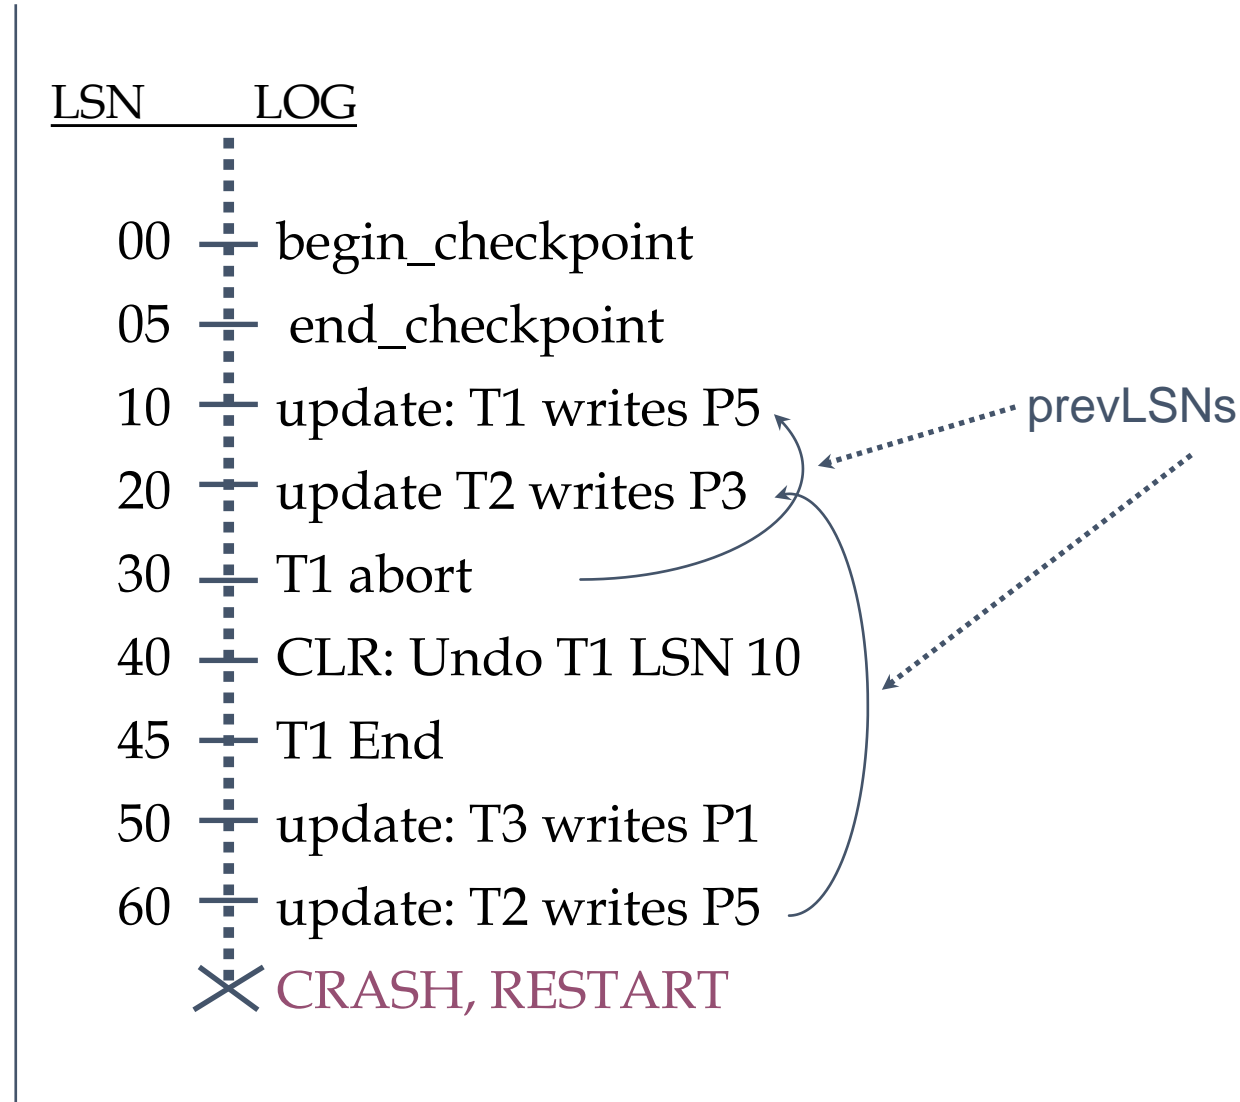 LSN LOG
00 begin_checkpoint
05 end_checkpoint
10 update: T1 writes P5
prevLSNs
20 update T2 writes P3
30 T1 abort
40 CLR: Undo T1 LSN 10
45 T1 End
50 update: T3 writes P1
60 update: T2 writes P5
CRASH, RESTART